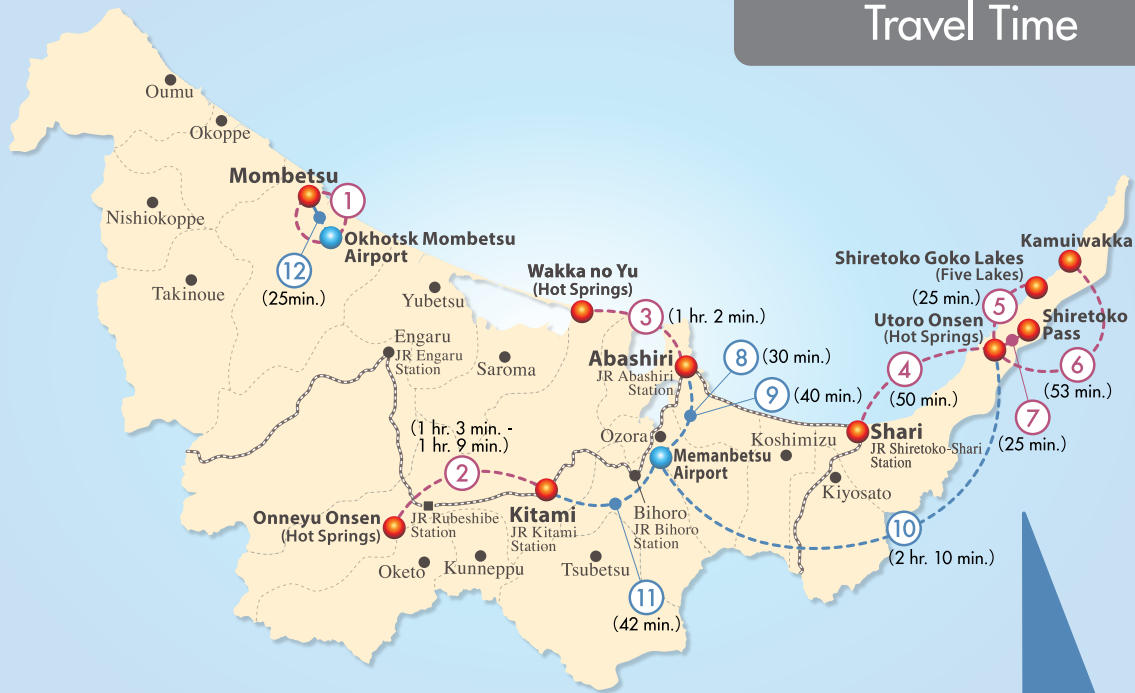 Travel Time
Oumu
Okoppe
Mombetsu
1
Nishiokoppe
Okhotsk Mombetsu
Airport
12
(25min.)
Takinoue
Yubetsu
Wakka no Yu
(Hot Springs)
3
(1 hr. 2 min.)
Kamuiwakka
Shiretoko Goko Lakes
(Five Lakes)
(25 min.)
5
Shiretoko
Pass
Utoro Onsen
(Hot Springs)
6
(53 min.)
7
(25 min.)
4
(50 min.)
Engaru
JR Engaru
Station
Saroma
Abashiri
JR Abashiri
Station
8
(30 min.)
9
(40 min.)
(1 hr. 3 min. -
1 hr. 9 min.)
2
Ozora
Memanbetsu
Airport
Koshimizu
Shari
JR Shiretoko-Shari
Station
Kiyosato
Onneyu Onsen
(Hot Springs)
JR Rubeshibe
Station
Kitami
JR Kitami
Station
Bihoro
JR Bihoro
Station
10
(2 hr. 10 min.)
Oketo
Kunneppu
Tsubetsu
11
(42 min.)